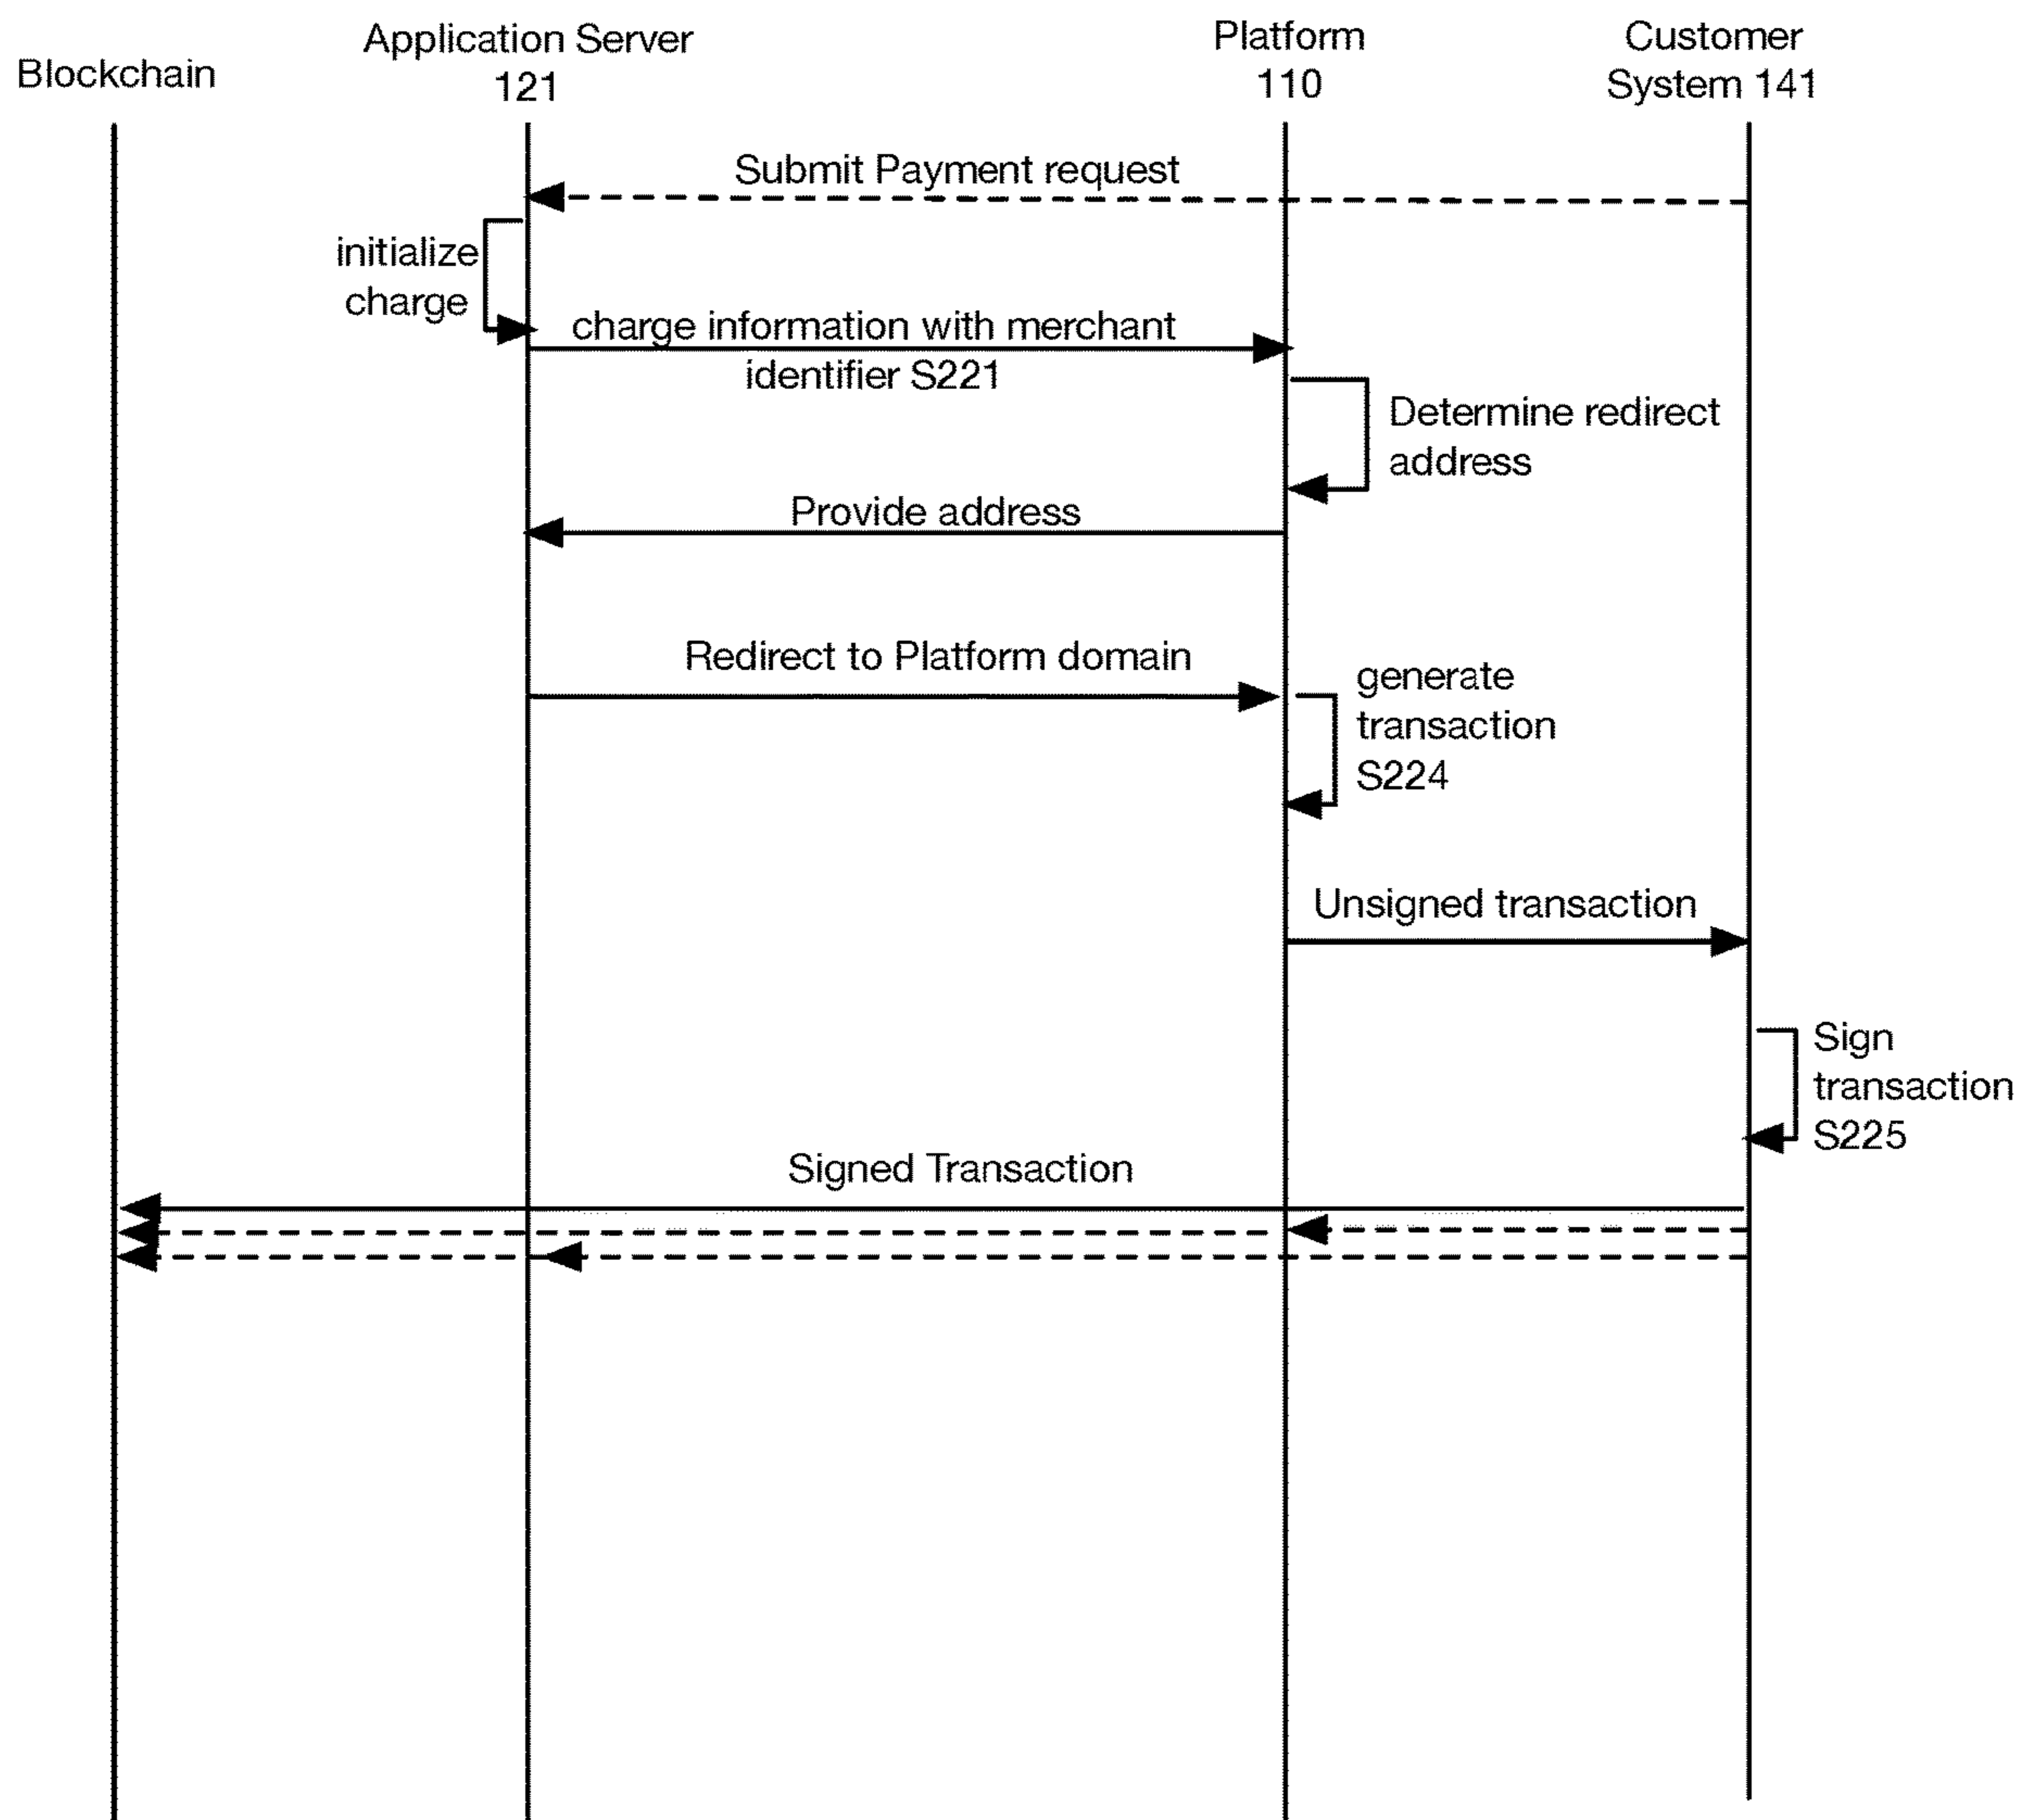 Blockchain
Application Server
121
Platform
110
Customer
System 141
Submit Payment request
initialize
charge
charge information with merchant
identifier S221
Determine redirect
address
Provide address
Redirect to Platform domain
generate
transaction
S224
Unsigned transaction
Sign
transaction
S225
Signed Transaction